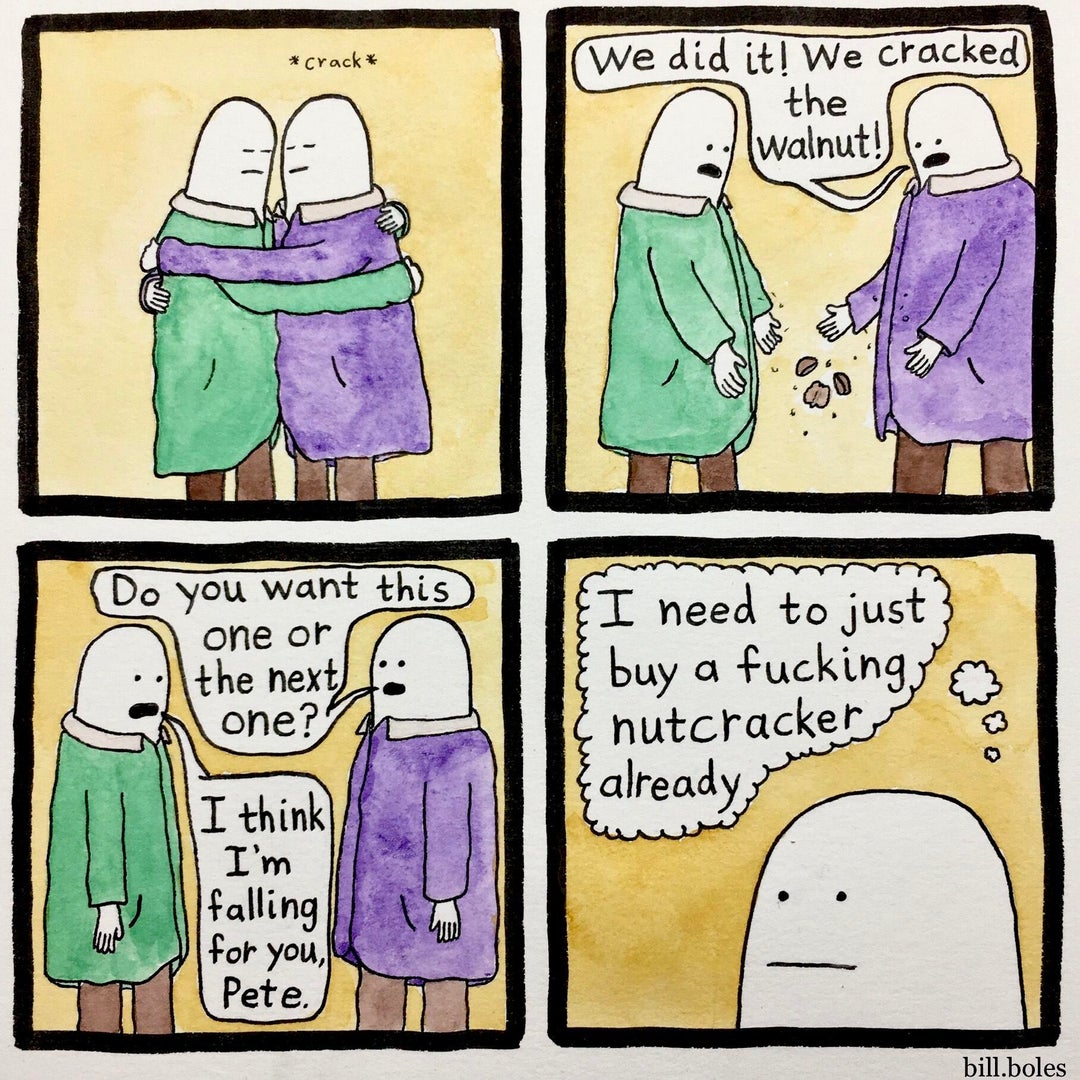 *crack*
We did it! We cracked
the
walnut!
Do you want this
one or
the next
one?
I think
I'm
falling
for you,
Pete.
I need to just
buy a fucking
nutcracker
already
bill.boles